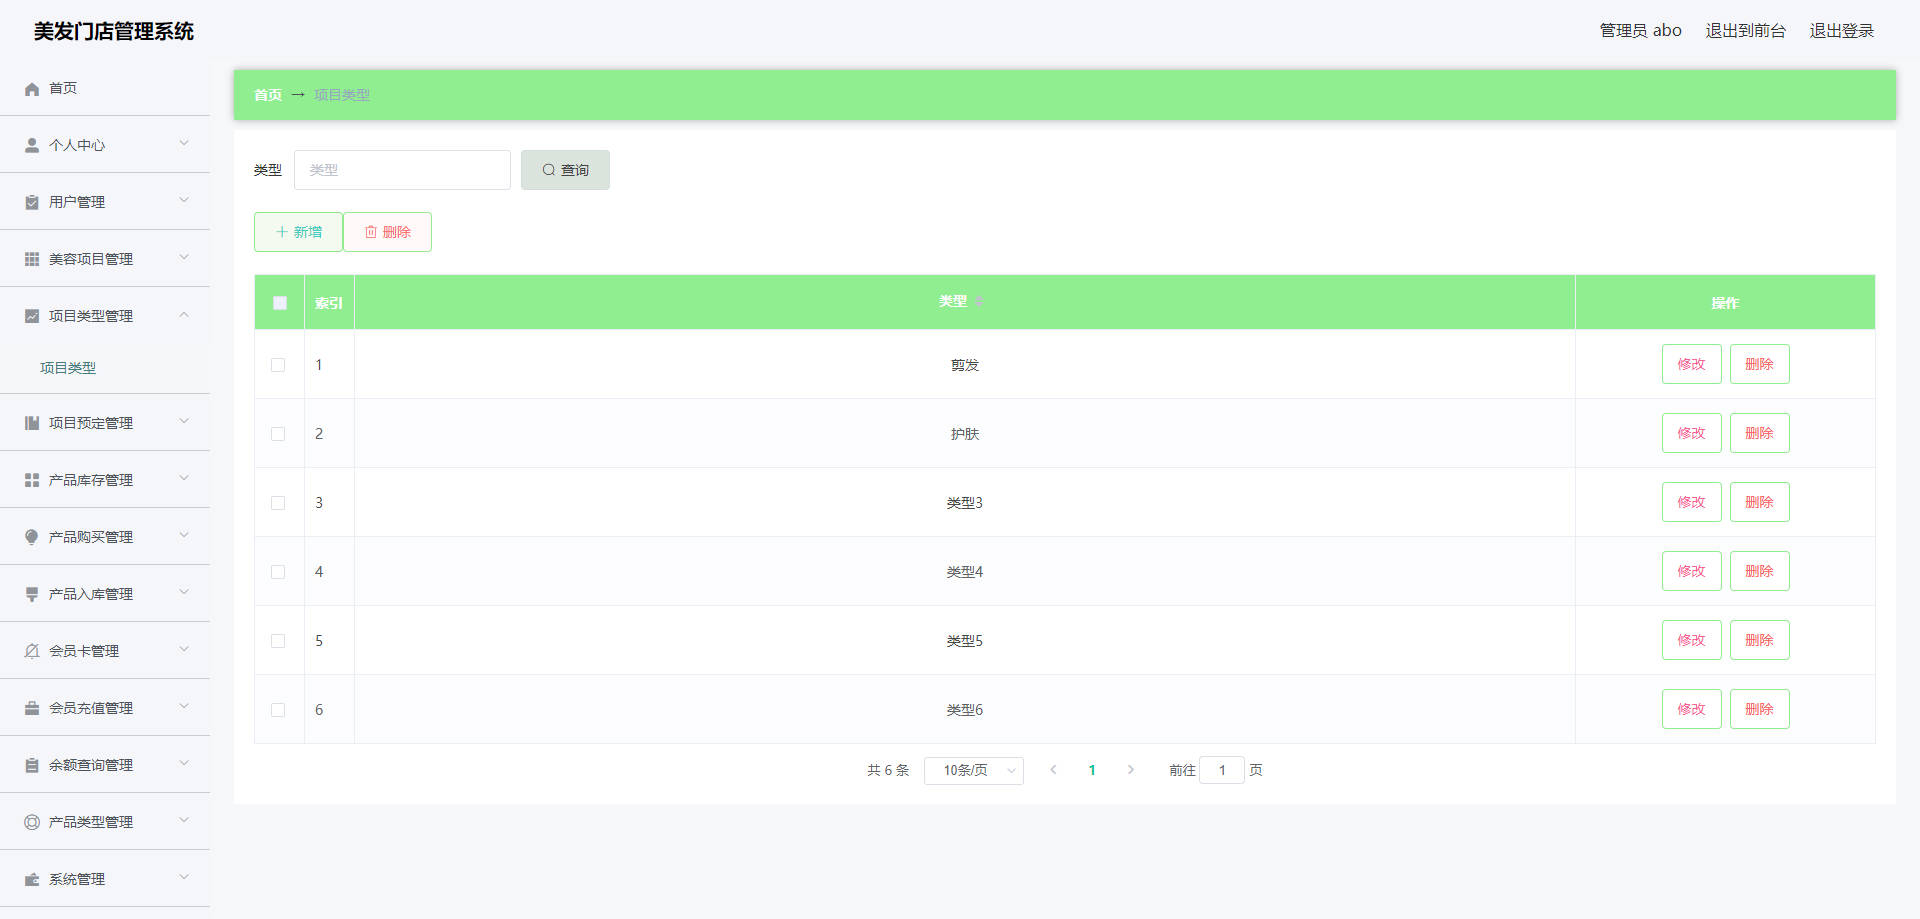 美发门店管理系统
管理员 abo 退出到前台 退出登录
首页
个人中心
用户管理
美容项目管理
项目类型管理
项目类型
项目预定管理
产品库存管理
产品购买管理
产品入库管理
会员卡管理
会员充值管理
余额查询管理
产品类型管理
系统管理
首页 → 项目类型
类型 类型 查询
新增 删除
索引 类型 操作
1 剪发 修改 删除
2 护肤 修改 删除
3 类型3 修改 删除
4 类型4 修改 删除
5 类型5 修改 删除
6 类型6 修改 删除
共 6 条 10条/页 1 前往 1 页